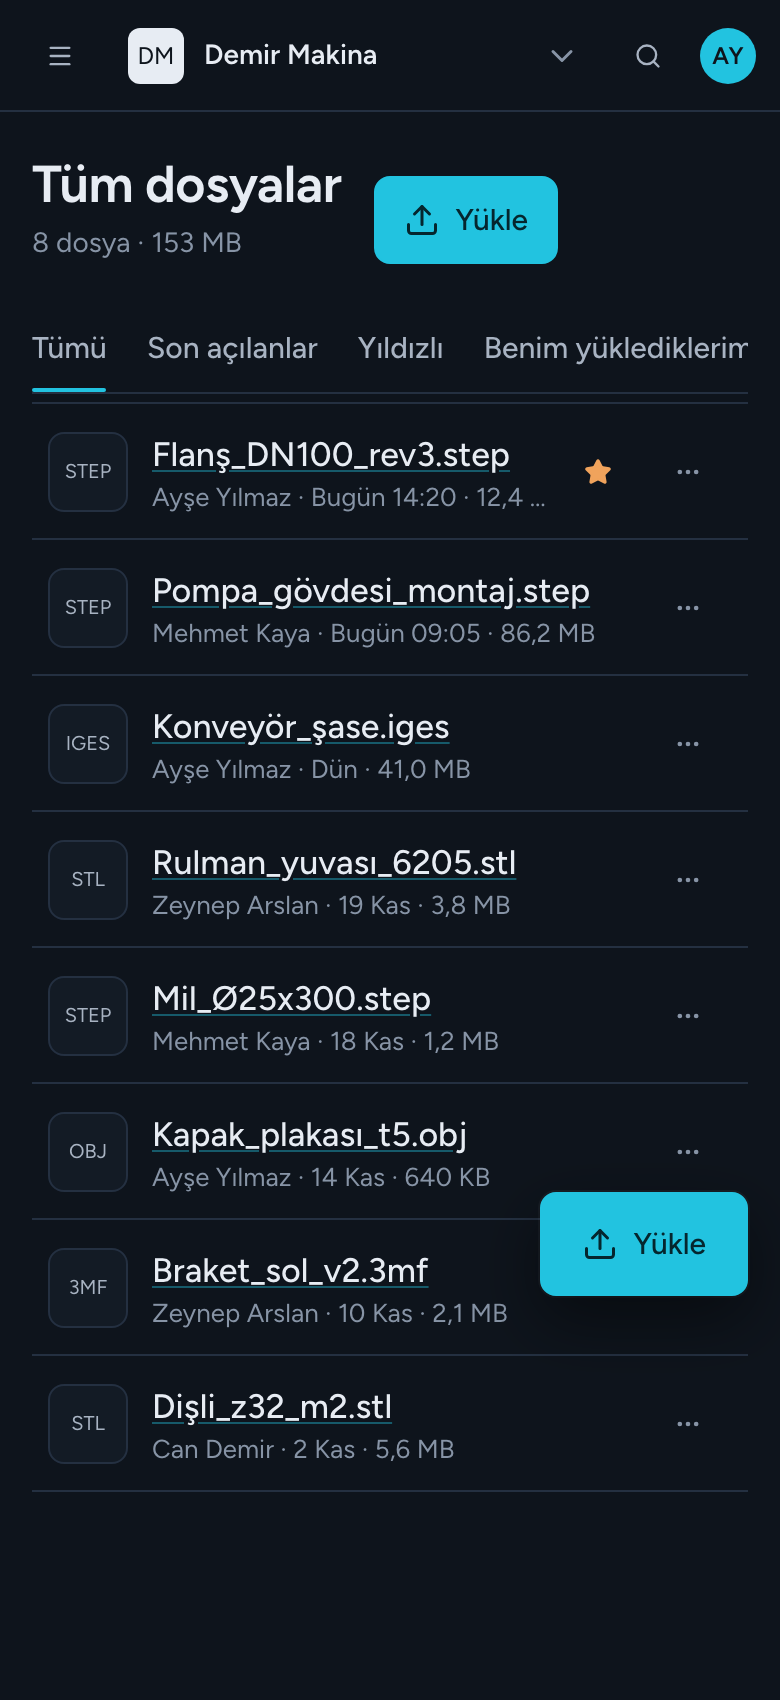 DM Demir Makina AY
Tüm dosyalar
8 dosya · 153 MB
Yükle
Tümü Son açılanlar Yıldızlı Benim yüklediklerim
STEP
Flanş_DN100_rev3.step
Ayşe Yılmaz · Bugün 14:20 · 12,4 ...
STEP
Pompa_gövdesi_montaj.step
Mehmet Kaya · Bugün 09:05 · 86,2 MB
IGES
Konveyör_şase.iges
Ayşe Yılmaz · Dün · 41,0 MB
STL
Rulman_yuvası_6205.stl
Zeynep Arslan · 19 Kas · 3,8 MB
STEP
Mil_Ø25x300.step
Mehmet Kaya · 18 Kas · 1,2 MB
OBJ
Kapak_plakası_t5.obj
Ayşe Yılmaz · 14 Kas · 640 KB
Yükle
3MF
Braket_sol_v2.3mf
Zeynep Arslan · 10 Kas · 2,1 MB
STL
Dişli_z32_m2.stl
Can Demir · 2 Kas · 5,6 MB